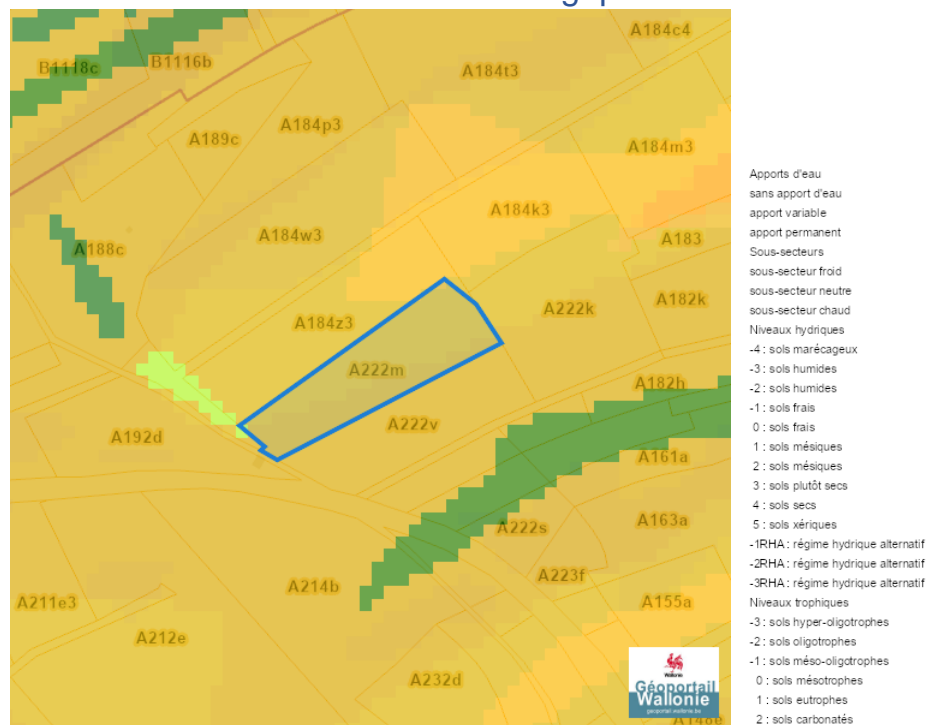 A184c4
B1118c
B1116b
A184t3
A184p3
A189c
A184m3
A184k3
A184w3
A183
A188c
A182k
A222k
A184z3
A222m
A182h
A222v
A192d
A161a
A163a
A222s
A223f
A214b
A155a
A211e3
A212e
A232d
Wallonie
Géoportail
Wallonie
geoportail.wallonie.be
Apports d'eau
sans apport d'eau
apport variable
apport permanent
Sous-secteurs
sous-secteur froid
sous-secteur neutre
sous-secteur chaud
Niveaux hydriques
-4 : sols marécageux
-3 : sols humides
-2 : sols humides
-1 : sols frais
0 : sols frais
1 : sols mésiques
2 : sols mésiques
3 : sols plutôt secs
4 : sols secs
5 : sols xériques
-1RHA : régime hydrique alternatif
-2RHA : régime hydrique alternatif
-3RHA : régime hydrique alternatif
Niveaux trophiques
-3 : sols hyper-oligotrophes
-2 : sols oligotrophes
-1 : sols méso-oligotrophes
0 : sols mésotrophes
1 : sols eutrophes
2 : sols carbonatés